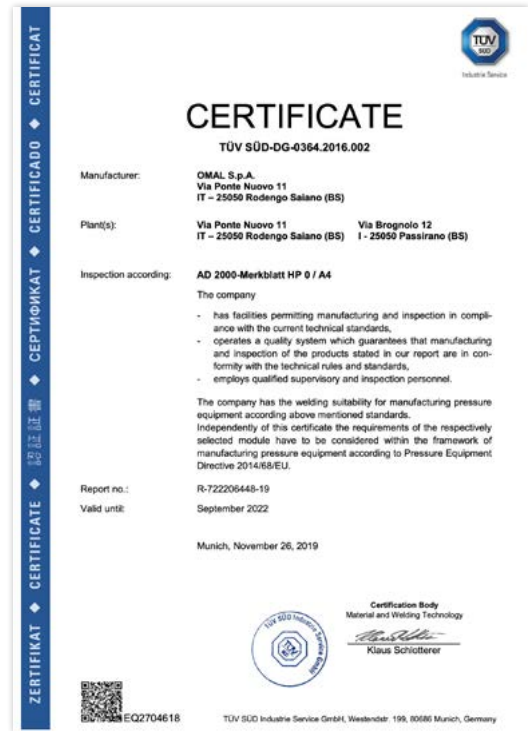 ZERTIFIKAT ◆ CERTIFICATE ◆ 認証証書 ◆ СЕРТИФИКАТ ◆ CERTIFICADO ◆ CERTIFICAT
TÜV
SÜD
Industrie Service
CERTIFICATE
TÜV SÜD-DG-0364.2016.002
Manufacturer:
OMAL S.p.A.
Via Ponte Nuovo 11
IT – 25050 Rodengo Saiano (BS)
Plant(s):
Via Ponte Nuovo 11 Via Brognolo 12
IT – 25050 Rodengo Saiano (BS) I - 25050 Passirano (BS)
Inspection according: AD 2000-Merkblatt HP 0 / A4
The company
- has facilities permitting manufacturing and inspection in compli-
ance with the current technical standards,
- operates a quality system which guarantees that manufacturing
and inspection of the products stated in our report are in con-
formity with the technical rules and standards,
- employs qualified supervisory and inspection personnel.
The company has the welding suitability for manufacturing pressure
equipment according above mentioned standards.
Independently of this certificate the requirements of the respectively
selected module have to be considered within the framework of
manufacturing pressure equipment according to Pressure Equipment
Directive 2014/68/EU.
Report no.: R-722206448-19
Valid until: September 2022
Munich, November 26, 2019
Certification Body
Material and Welding Technology
Klaus Schlotterer
TÜV SÜD Industrie Service GmbH
EQ2704618
TÜV SÜD Industrie Service GmbH, Westendstr. 199, 80686 Munich, Germany